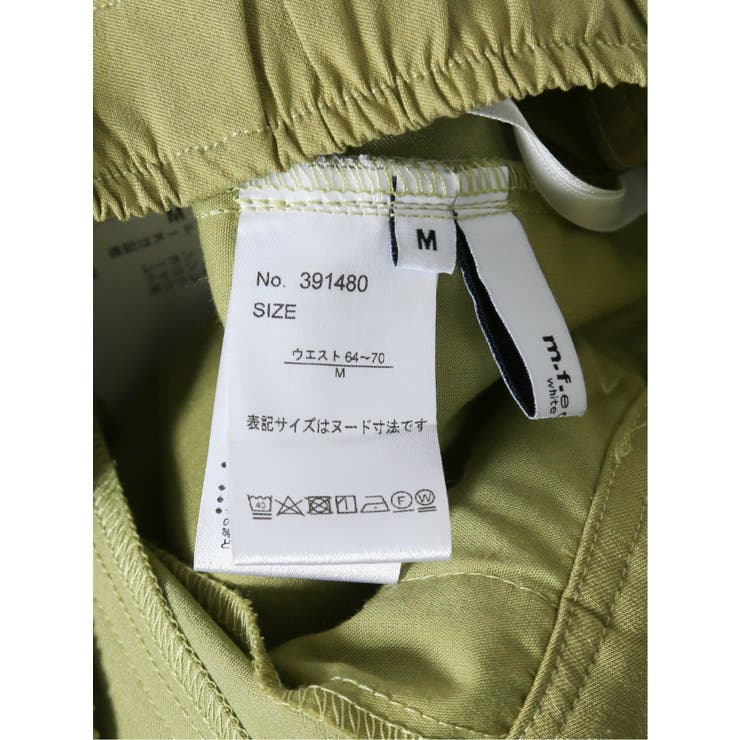 M
No. 391480
SIZE
ウエスト 64～70
M
表記サイズはヌード寸法です
40
F
W
m-f-e
white